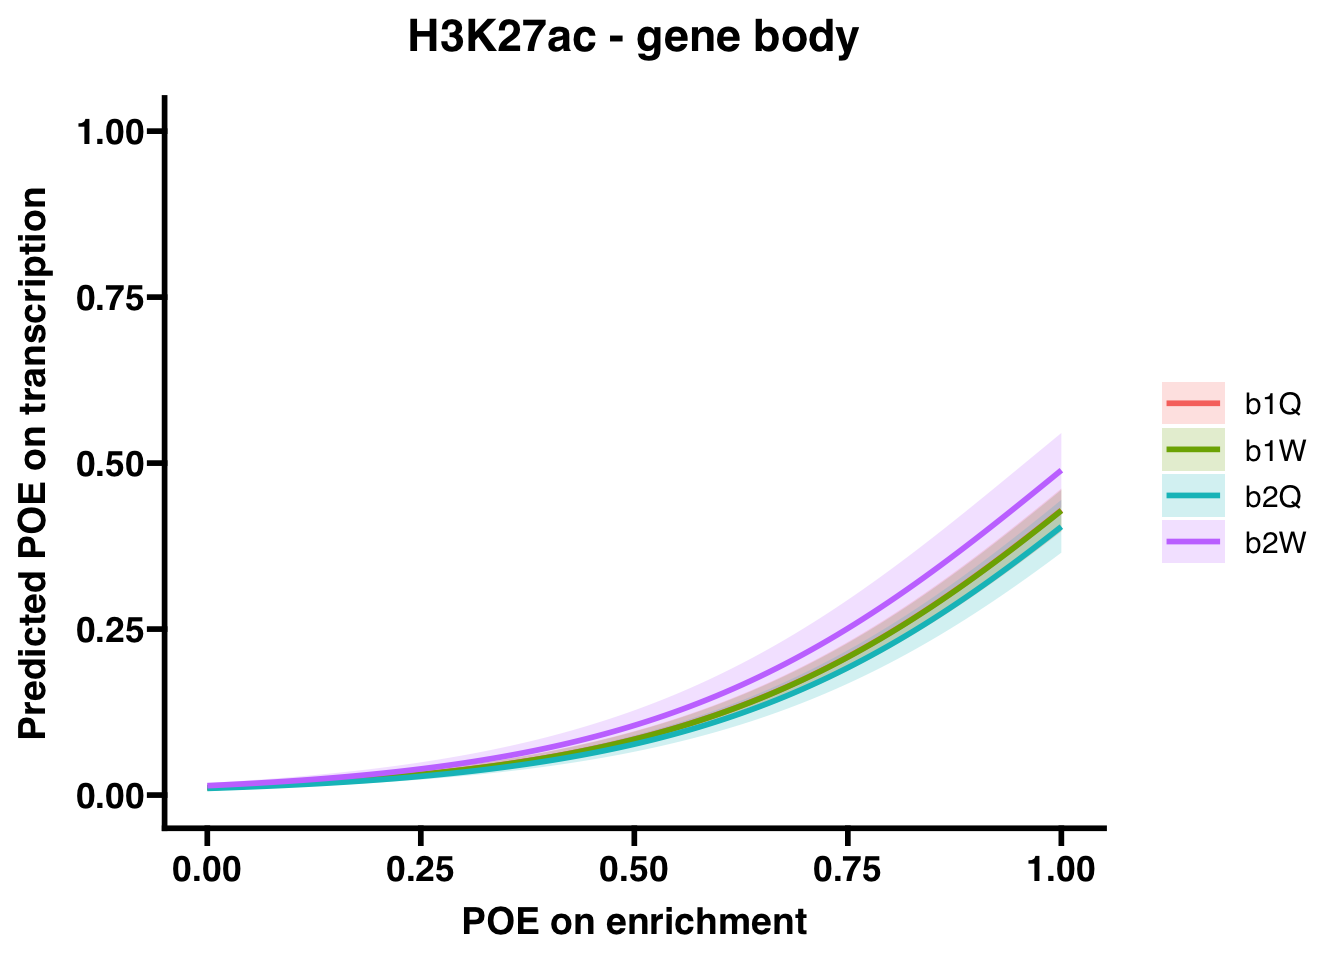 H3K27ac - gene body
Predicted POE on transcription
1.00
0.75
0.50
0.25
0.00
0.00 0.25 0.50 0.75 1.00
POE on enrichment
b1Q
b1W
b2Q
b2W